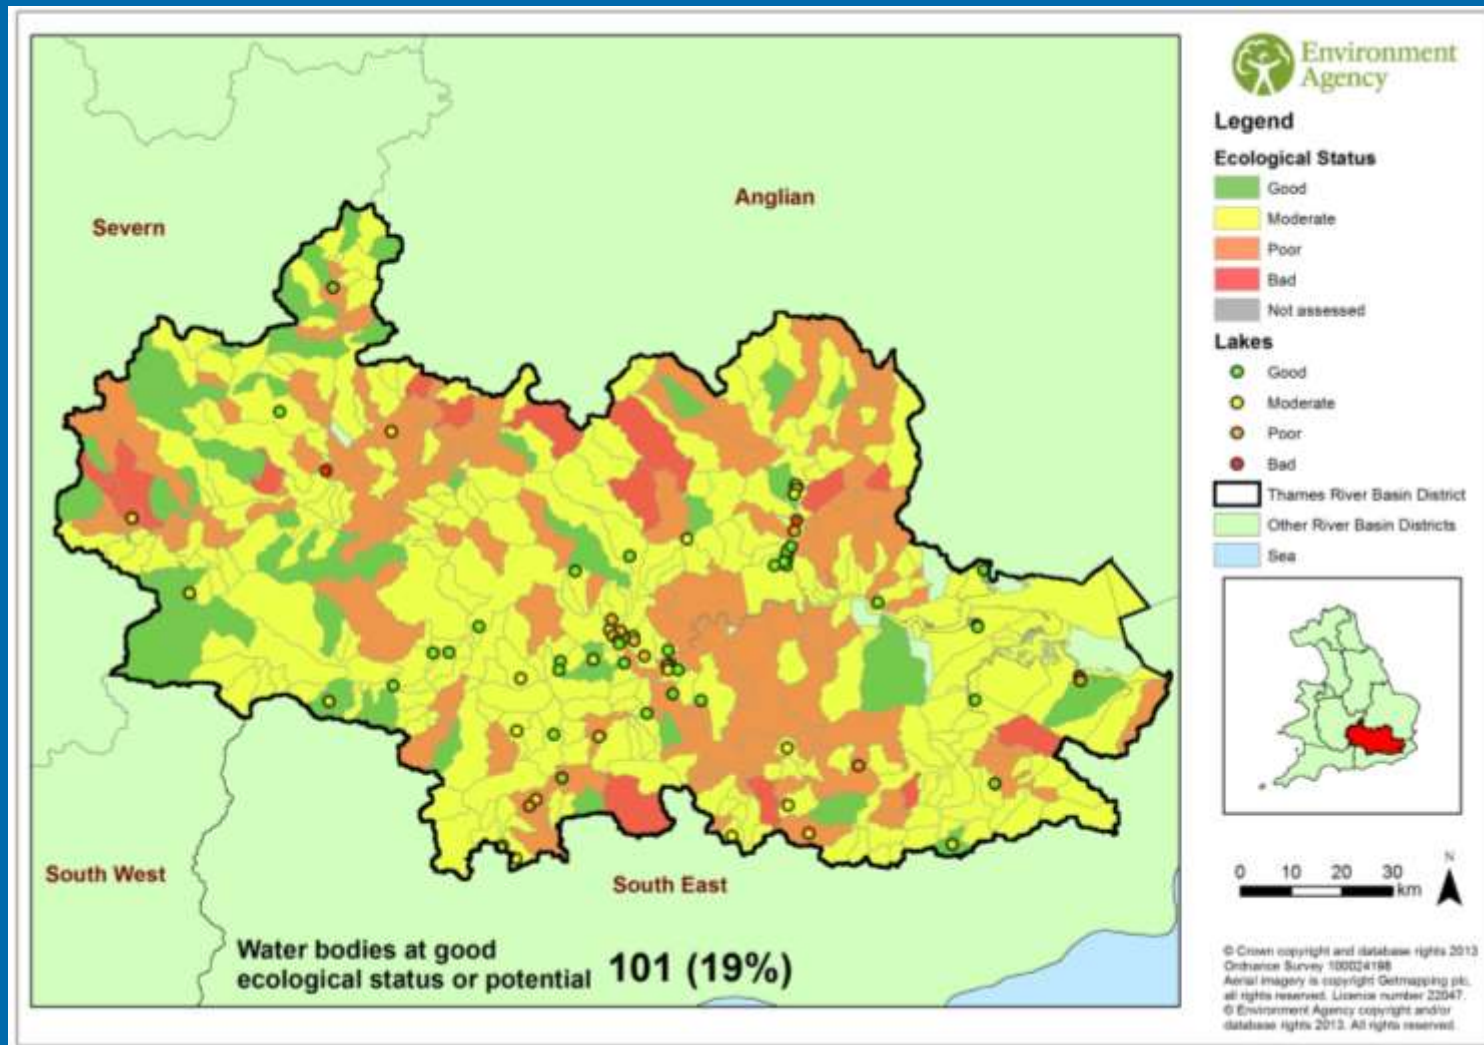 Severn
Anglian
South West
South East
Water bodies at good
ecological status or potential 101 (19%)
Environment
Agency
Legend
Ecological Status
Good
Moderate
Poor
Bad
Not assessed
Lakes
Good
Moderate
Poor
Bad
Thames River Basin District
Other River Basin Districts
Sea
N
0 10 20 30
km
© Crown copyright and database rights 2013
Ordnance Survey 100024198
Aerial imagery is copyright Getmapping plc,
all rights reserved. Licence number 22047.
© Environment Agency copyright and/or
database rights 2013. All rights reserved.